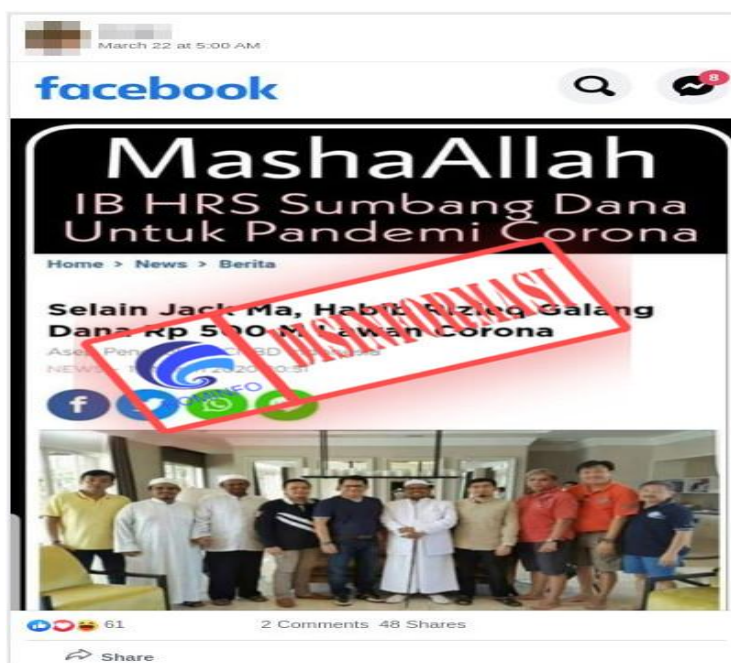 March 22 at 5:00 AM
facebook
8
MashaAllah
IB HRS Sumbang Dana
Untuk Pandemi Corona
Home > News > Berita
Selain Jack Ma, Habib Rizieq Galang
Dana Rp 500 M Lawan Corona
DISINFORMASI
KOMINFO
61
2 Comments 48 Shares
Share